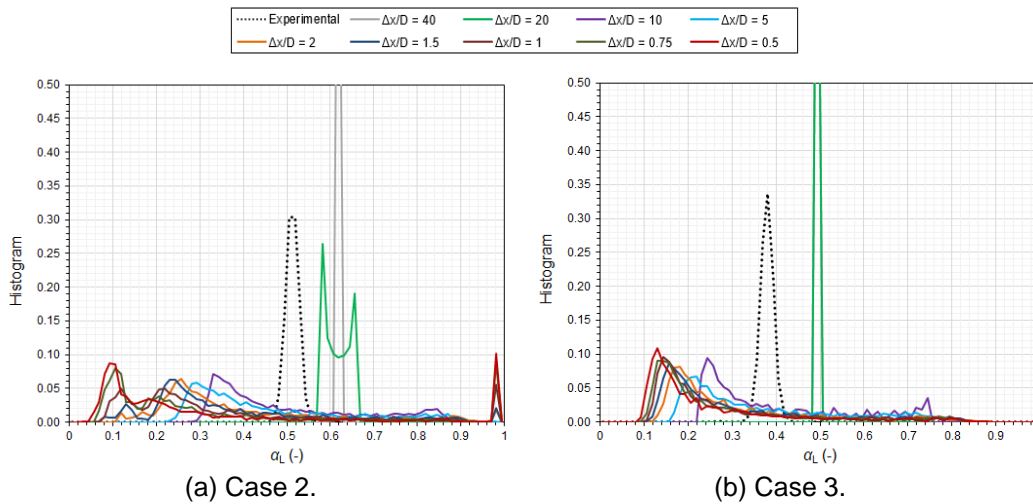 Experimental Δx/D = 40 Δx/D = 20 Δx/D = 10 Δx/D = 5
Δx/D = 2 Δx/D = 1.5 Δx/D = 1 Δx/D = 0.75 Δx/D = 0.5
0.50
0.45
0.40
0.35
0.30
0.25
0.20
0.15
0.10
0.05
0.00
Histogram
0.1 0.2 0.3 0.4 0.5 0.6 0.7 0.8 0.9 1
αL (-)
(a) Case 2.
0.50
0.45
0.40
0.35
0.30
0.25
0.20
0.15
0.10
0.05
0.00
Histogram
0 0.1 0.2 0.3 0.4 0.5 0.6 0.7 0.8 0.9
αL (-)
(b) Case 3.